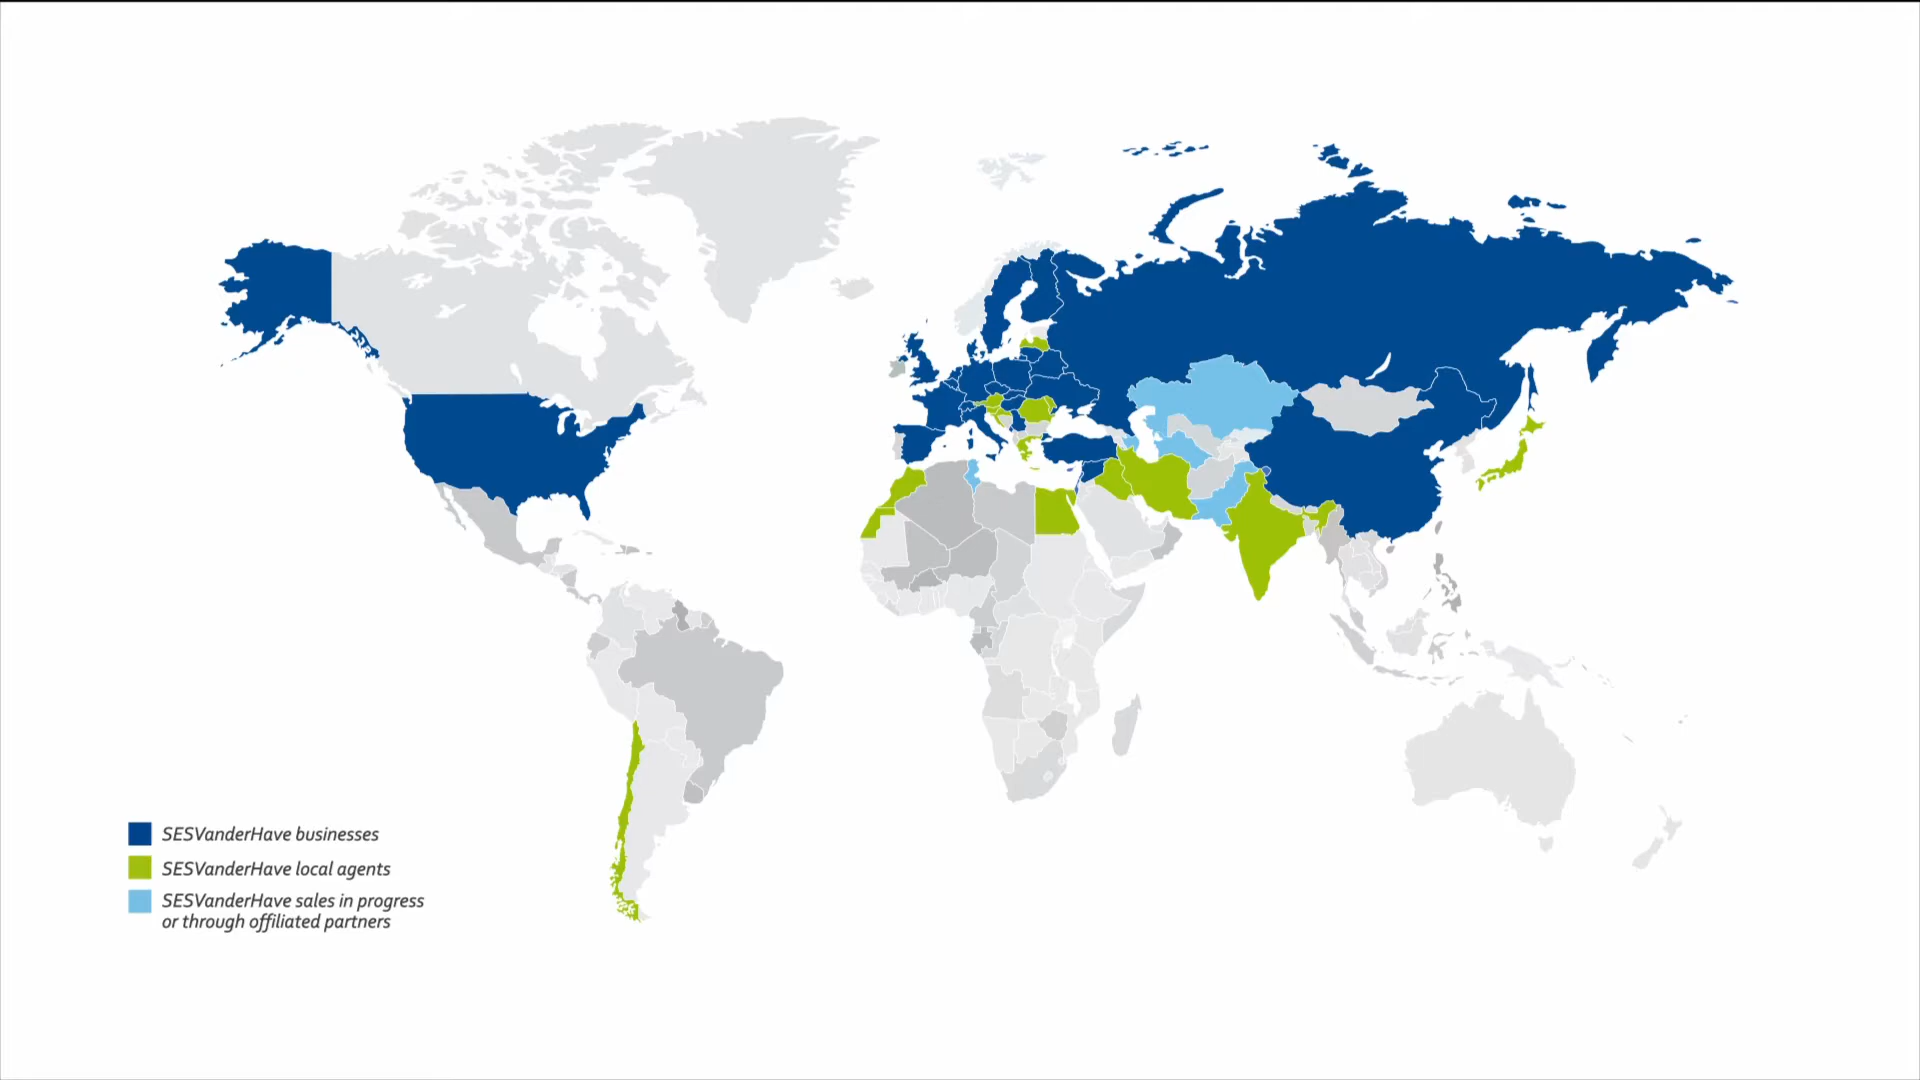 SESVanderHave businesses
SESVanderHave local agents
SESVanderHave sales in progress
or through offiliated partners